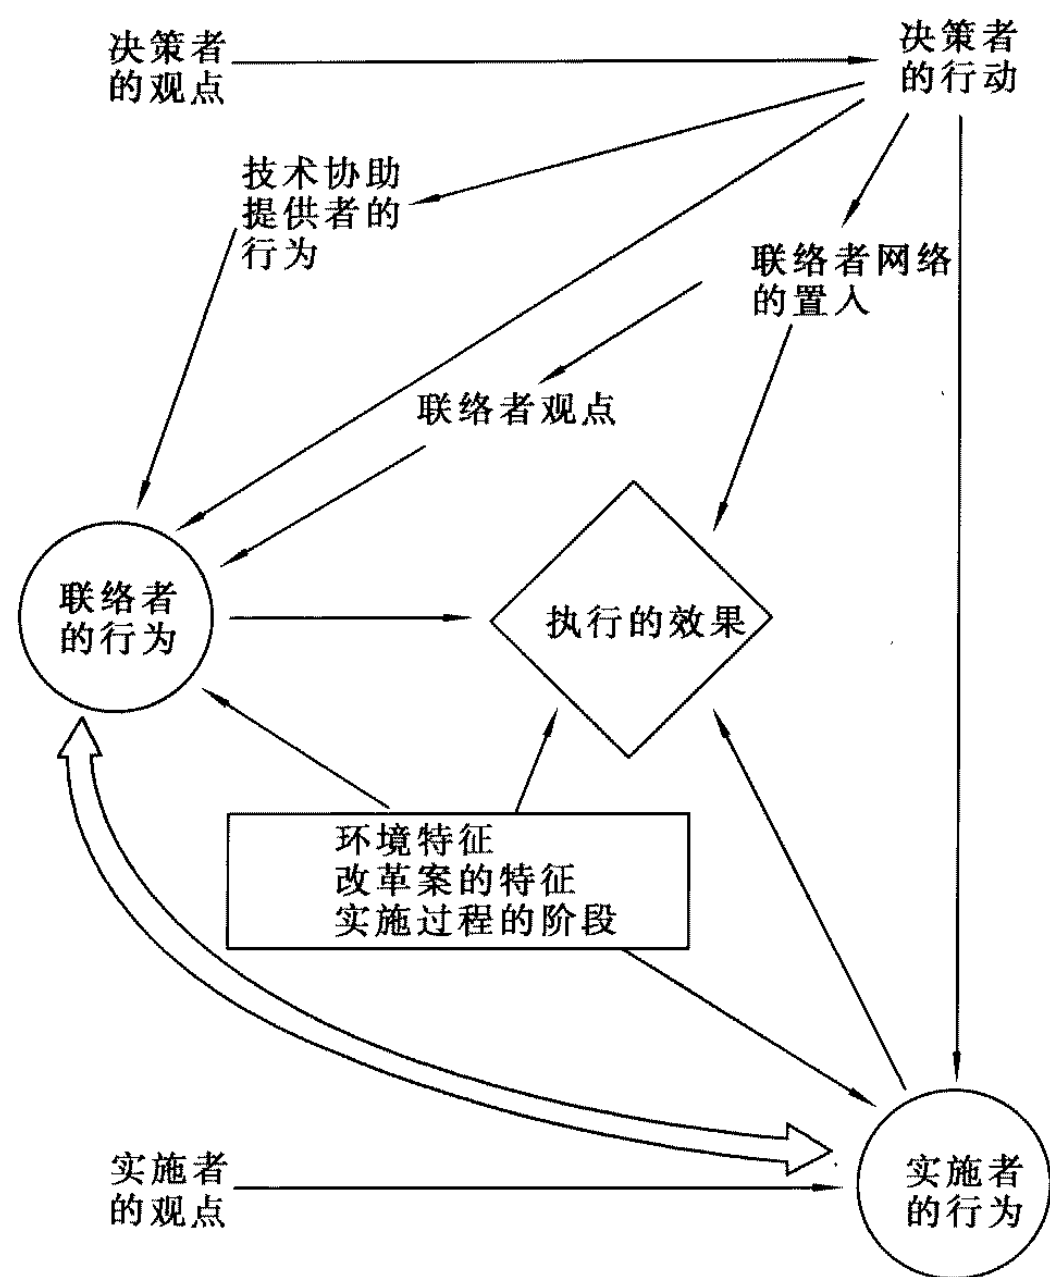 决策者
的观点
决策者
的行动
技术协助
提供者的
行为
联络者网络
的置入
联络者观点
联络者
的行为
执行的效果
环境特征
改革案的特征
实施过程的阶段
实施者
的观点
实施者
的行为